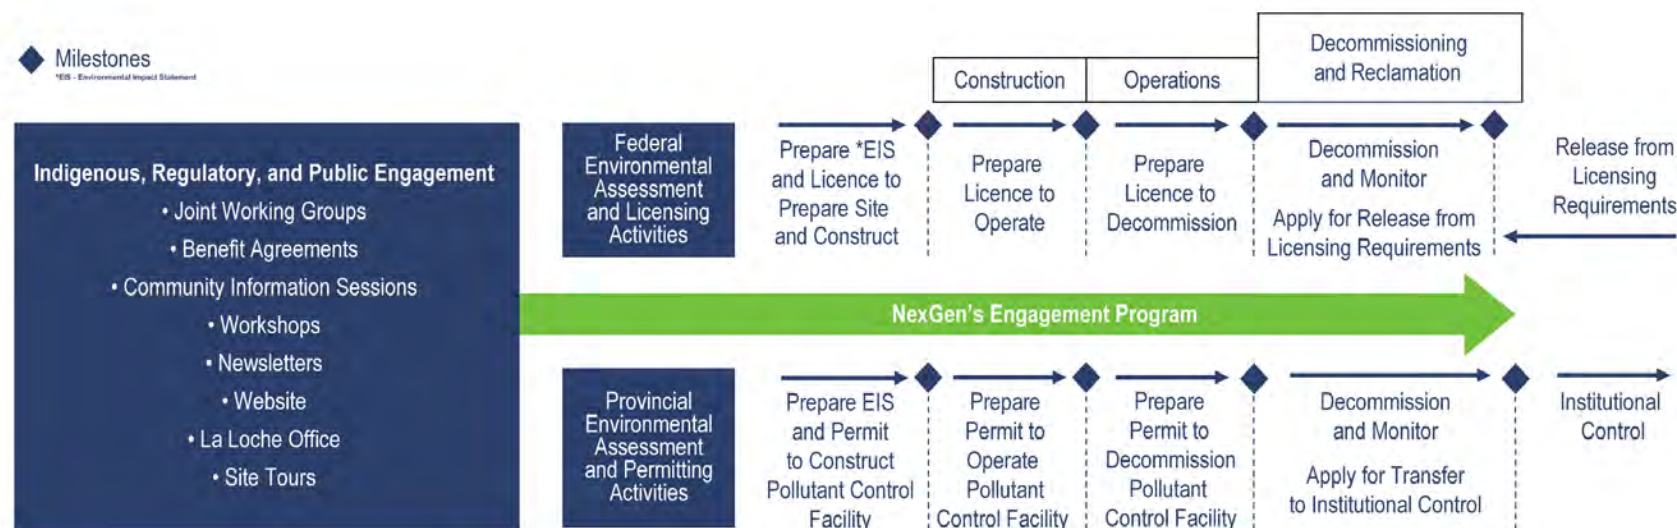 Milestones
*EIS - Environmental Impact Statement
Indigenous, Regulatory, and Public Engagement
• Joint Working Groups
• Benefit Agreements
• Community Information Sessions
• Workshops
• Newsletters
• Website
• La Loche Office
• Site Tours
Construction
Operations
Decommissioning
and Reclamation
Federal
Environmental
Assessment
and Licensing
Activities
Prepare *EIS
and Licence to
Prepare Site
and Construct
Prepare
Licence to
Operate
Prepare
Licence to
Decommission
Decommission
and Monitor
Apply for Release from
Licensing Requirements
Release from
Licensing
Requirements
NexGen's Engagement Program
Provincial
Environmental
Assessment
and Permitting
Activities
Prepare EIS
and Permit
to Construct
Pollutant Control
Facility
Prepare
Permit to
Operate
Pollutant
Control Facility
Prepare
Permit to
Decommission
Pollutant
Control Facility
Decommission
and Monitor
Apply for Transfer
to Institutional Control
Institutional
Control